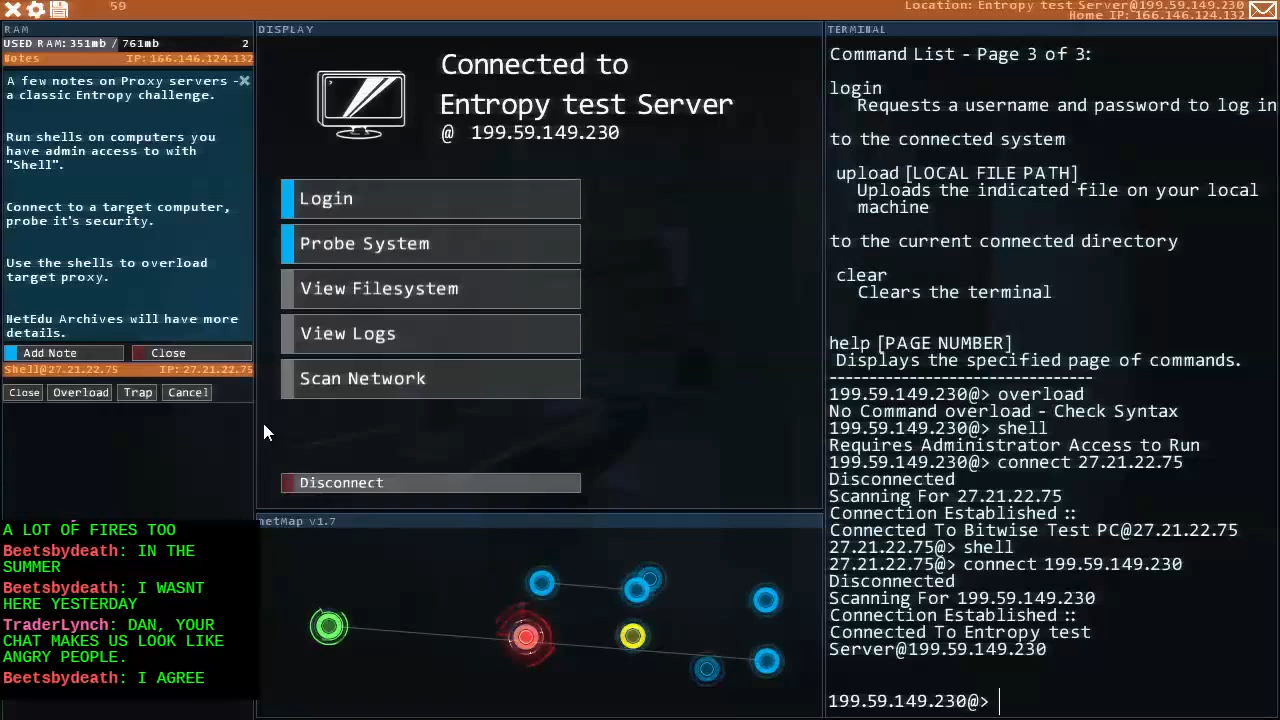 59
Location: Entropy test Server@199.59.149.230
Home IP: 166.146.124.132
RAM
USED RAM: 351mb / 761mb
2
Notes
IP: 166.146.124.132
A few notes on Proxy servers -
a classic Entropy challenge.
Run shells on computers you
have admin access to with
"Shell".
Connect to a target computer,
probe it's security.
Use the shells to overload
target proxy.
NetEdu Archives will have more
details.
Add Note
Close
Shell@27.21.22.75
IP: 27.21.22.75
Close
Overload
Trap
Cancel
A LOT OF FIRES TOO
Beetsbydeath: IN THE
SUMMER
Beetsbydeath: I WASNT
HERE YESTERDAY
TraderLynch: DAN, YOUR
CHAT MAKES US LOOK LIKE
ANGRY PEOPLE.
Beetsbydeath: I AGREE
DISPLAY
Connected to
Entropy test Server
@ 199.59.149.230
Login
Probe System
View Filesystem
View Logs
Scan Network
Disconnect
netMap v1.7
TERMINAL
Command List - Page 3 of 3:
login
Requests a username and password to log in
to the connected system
upload [LOCAL FILE PATH]
Uploads the indicated file on your local
machine
to the current connected directory
clear
Clears the terminal
help [PAGE NUMBER]
Displays the specified page of commands.
--------------------------------
199.59.149.230@> overload
No Command overload - Check Syntax
199.59.149.230@> shell
Requires Administrator Access to Run
199.59.149.230@> connect 27.21.22.75
Disconnected
Scanning For 27.21.22.75
Connection Established ::
Connected To Bitwise Test PC@27.21.22.75
27.21.22.75@> shell
27.21.22.75@> connect 199.59.149.230
Disconnected
Scanning For 199.59.149.230
Connection Established ::
Connected To Entropy test
Server@199.59.149.230
199.59.149.230@>